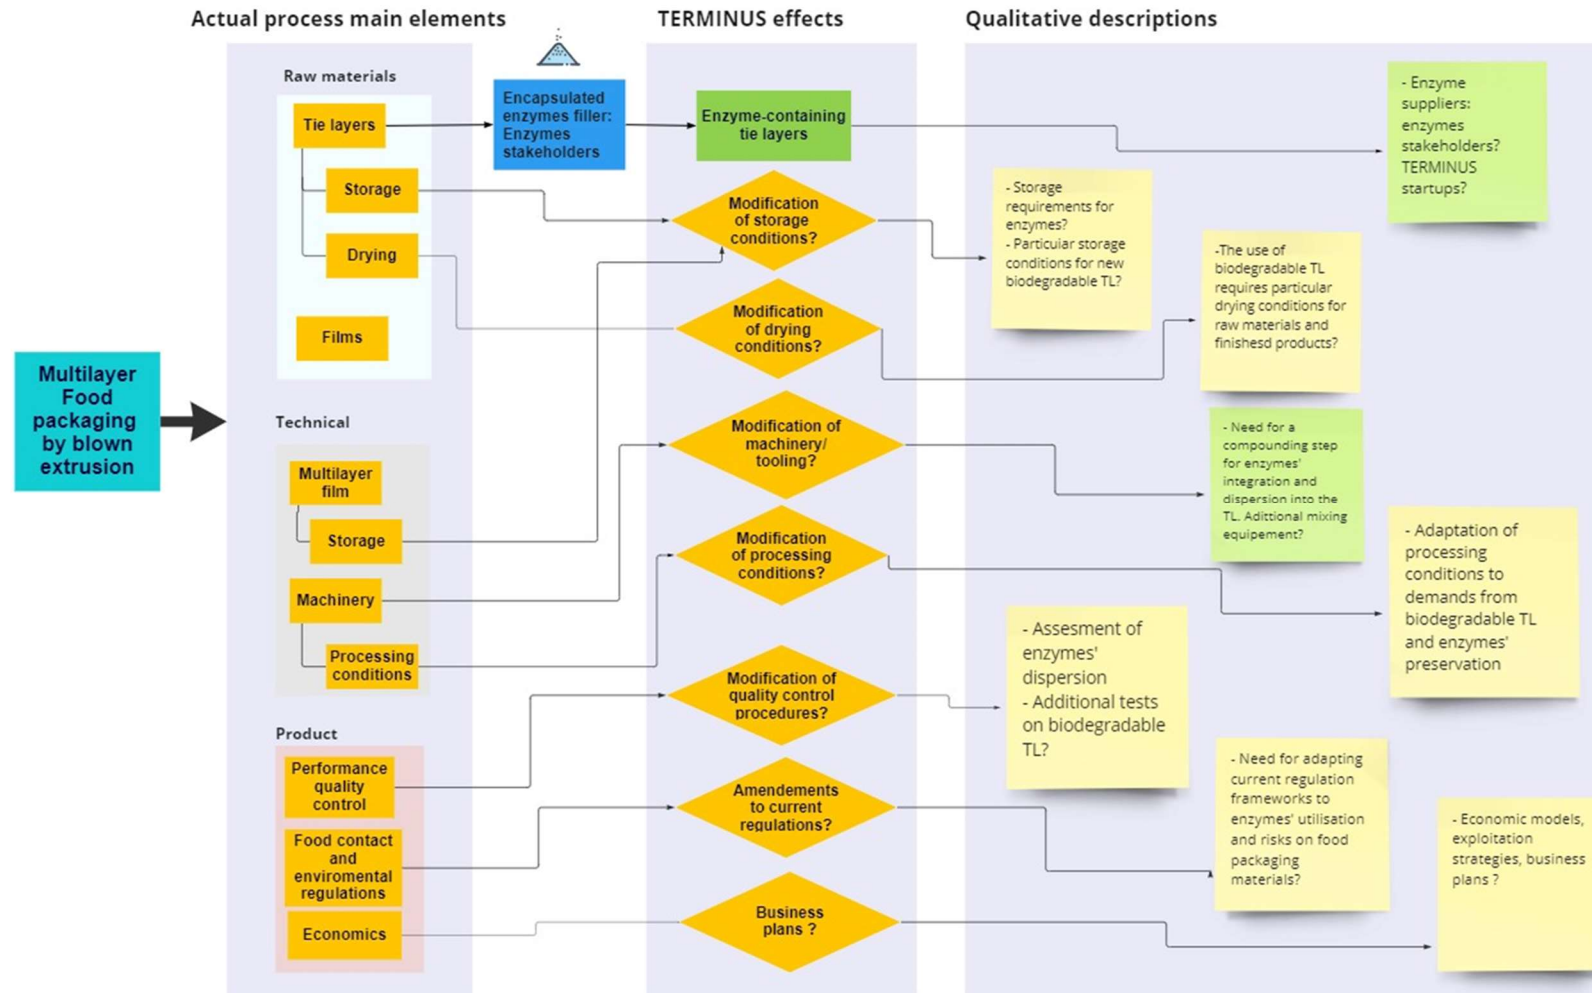 Actual process main elements
TERMINUS effects
Qualitative descriptions
Multilayer
Food
packaging
by blown
extrusion
Raw materials
Tie layers
Storage
Drying
Films
Technical
Multilayer
film
Storage
Machinery
Processing
conditions
Product
Performance
quality
control
Food contact
and
enviromental
regulations
Economics
Encapsulated
enzymes filler:
Enzymes
stakeholders
Enzyme-containing
tie layers
Modification
of storage
conditions?
Modification
of drying
conditions?
Modification of
machinery/
tooling?
Modification
of processing
conditions?
Modification of
quality control
procedures?
Amendements
to current
regulations?
Business
plans ?
- Enzyme
suppliers:
enzymes
stakeholders?
TERMINUS
startups?
- Storage
requirements for
enzymes?
- Particular storage
conditions for new
biodegradable TL?
-The use of
biodegradable TL
requires particular
drying conditions for
raw materials and
finishesd products?
- Need for a
compounding step
for enzymes'
integration and
dispersion into the
TL. Aditional mixing
equipement?
- Adaptation of
processing
conditions to
demands from
biodegradable TL
and enzymes'
preservation
- Assesment of
enzymes'
dispersion
- Additional tests
on biodegradable
TL?
- Need for adapting
current regulation
frameworks to
enzymes' utilisation
and risks on food
packaging
materials?
- Economic models,
exploitation
strategies, business
plans ?